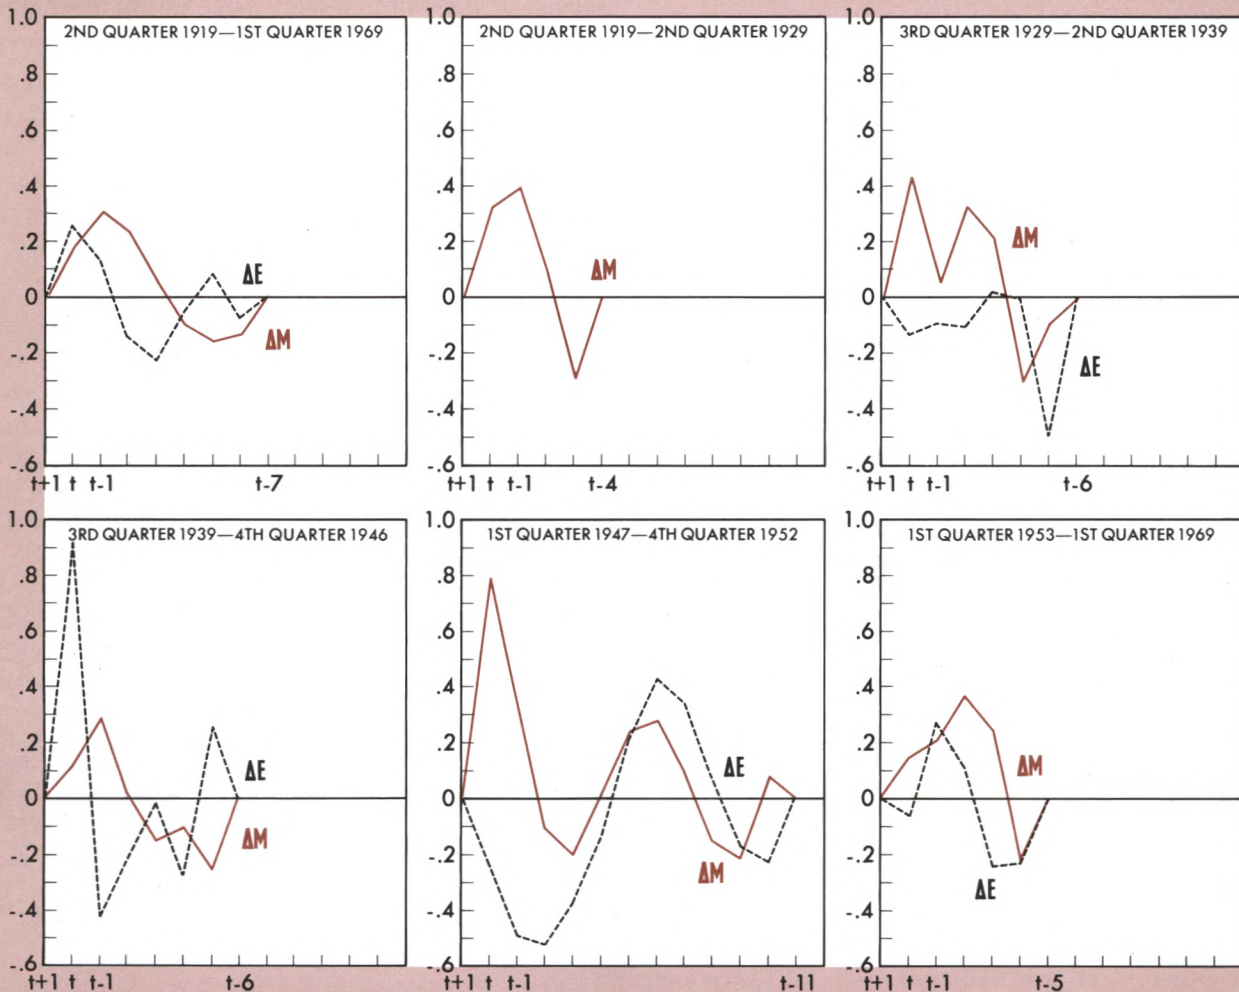 2ND QUARTER 1919—1ST QUARTER 1969
1.0
.8
.6
.4
.2
0
-.2
-.4
-.6
ΔE
ΔM
t+1 t t-1 t-7
2ND QUARTER 1919—2ND QUARTER 1929
1.0
.8
.6
.4
.2
0
-.2
-.4
-.6
ΔM
t+1 t t-1 t-4
3RD QUARTER 1929—2ND QUARTER 1939
1.0
.8
.6
.4
.2
0
-.2
-.4
-.6
ΔM
ΔE
t+1 t t-1 t-6
3RD QUARTER 1939—4TH QUARTER 1946
1.0
.8
.6
.4
.2
0
-.2
-.4
-.6
ΔE
ΔM
t+1 t t-1 t-6
1ST QUARTER 1947—4TH QUARTER 1952
1.0
.8
.6
.4
.2
0
-.2
-.4
-.6
ΔE
ΔM
t+1 t t-1 t-11
1ST QUARTER 1953—1ST QUARTER 1969
1.0
.8
.6
.4
.2
0
-.2
-.4
-.6
ΔM
ΔE
t+1 t t-1 t-5